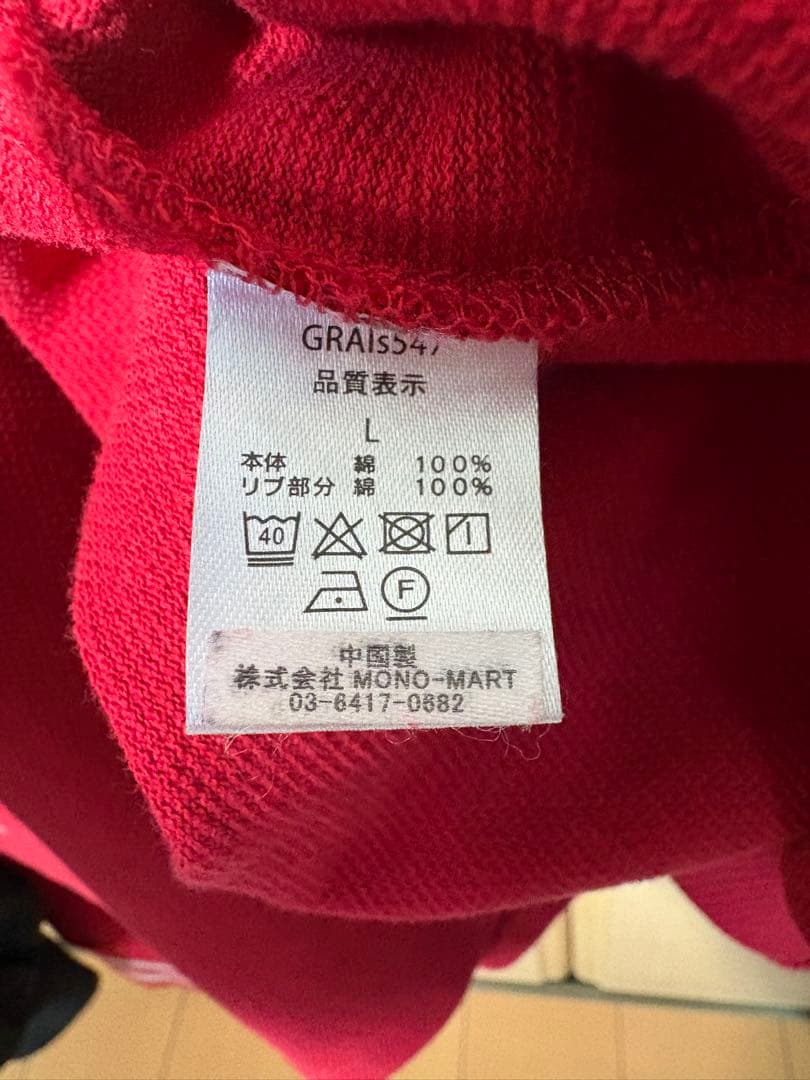 GRAIs547
品質表示
L
本体 綿 100%
リブ部分 綿 100%
40
F
中国製
株式会社 MONO-MART
03-6417-0682